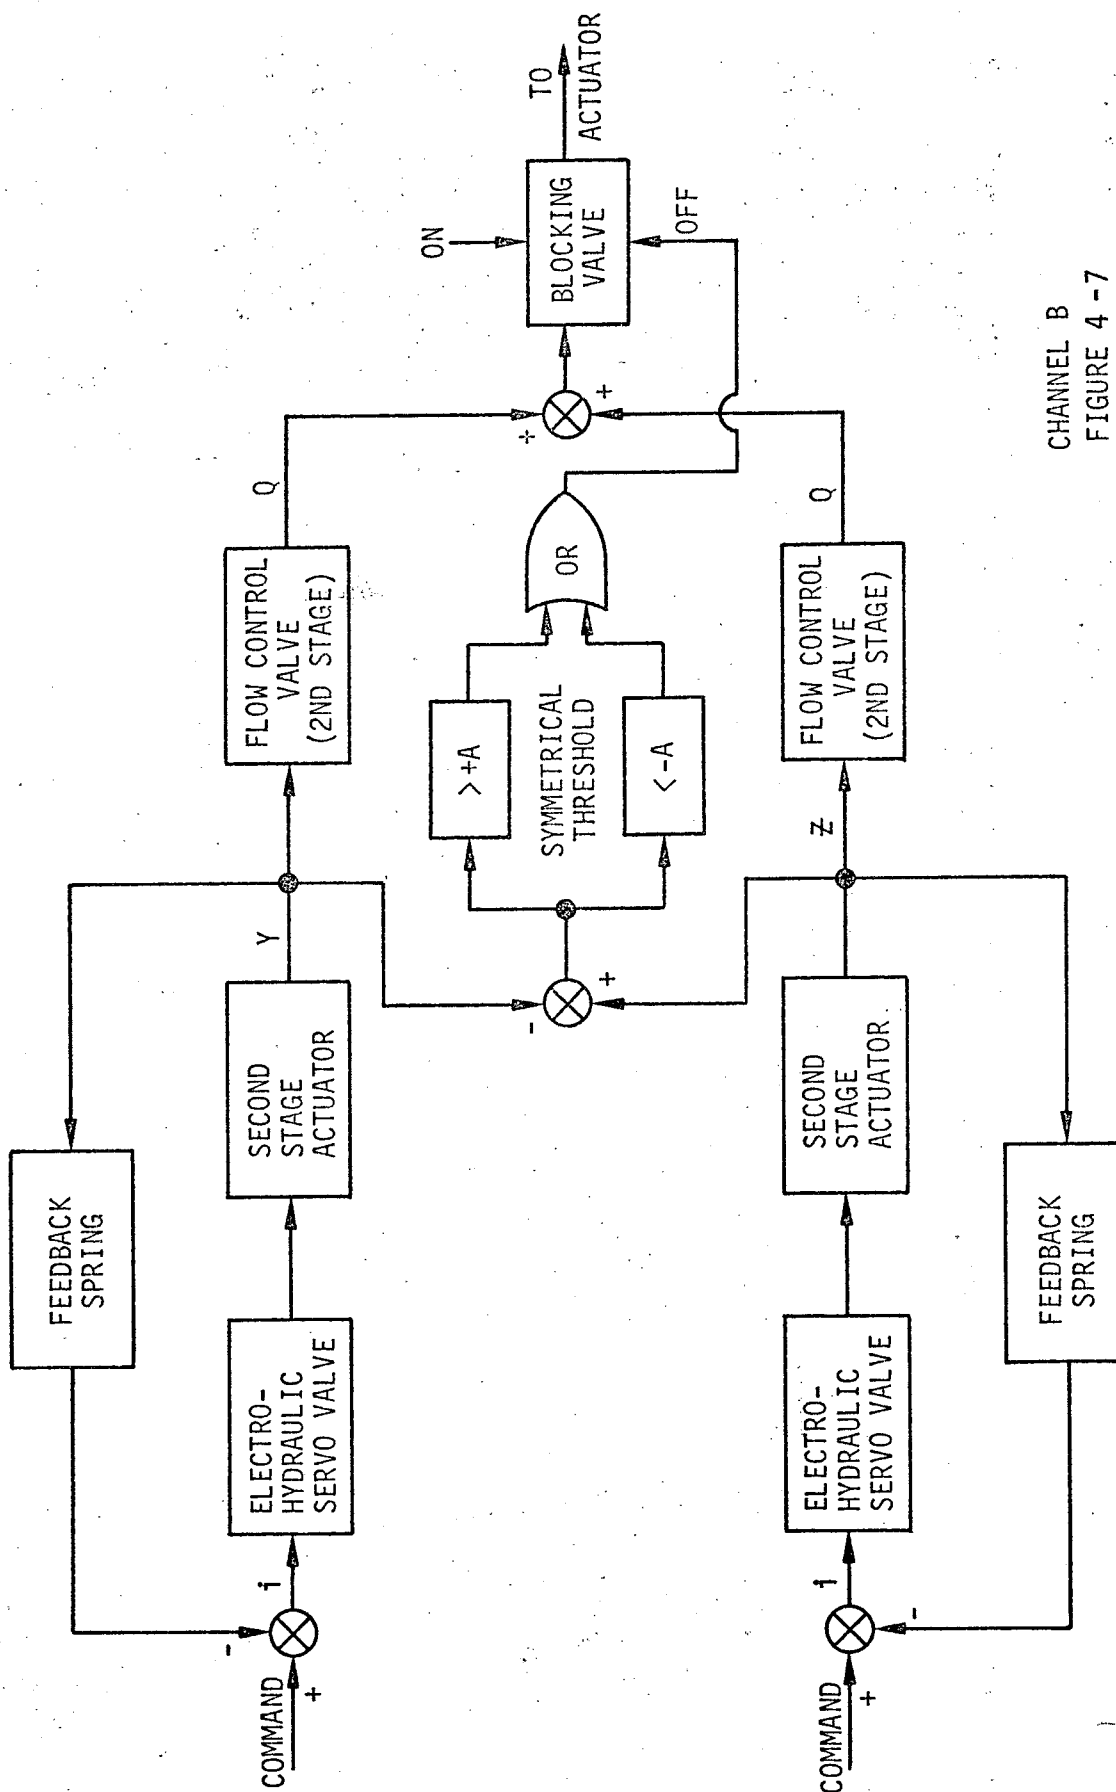 FEEDBACK
SPRING
COMMAND
+
-
i
ELECTRO-
HYDRAULIC
SERVO VALVE
SECOND
STAGE
ACTUATOR
Y
FLOW CONTROL
VALVE
(2ND STAGE)
Q
-
+
>+A
SYMMETRICAL
THRESHOLD
<-A
OR
+
+
ON
BLOCKING
VALVE
OFF
TO
ACTUATOR
COMMAND
+
-
i
ELECTRO-
HYDRAULIC
SERVO VALVE
SECOND
STAGE
ACTUATOR
Z
FLOW CONTROL
VALVE
(2ND STAGE)
Q
FEEDBACK
SPRING
CHANNEL B
FIGURE 4-7